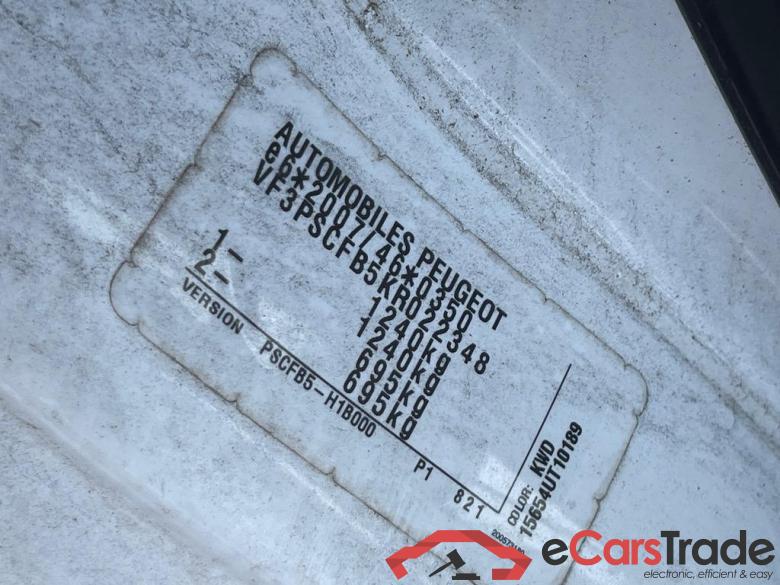 AUTOMOBILES PEUGEOT
e6*2007/46*0350
VF3PSCFB5KR022348
1240kg
1240kg
1- 695kg
2- 695kg
VERSION PSCFB5-H1B000 P1 821
COLOR: KWD
15654UT10189
eCarsTrade
electronic, efficient & easy